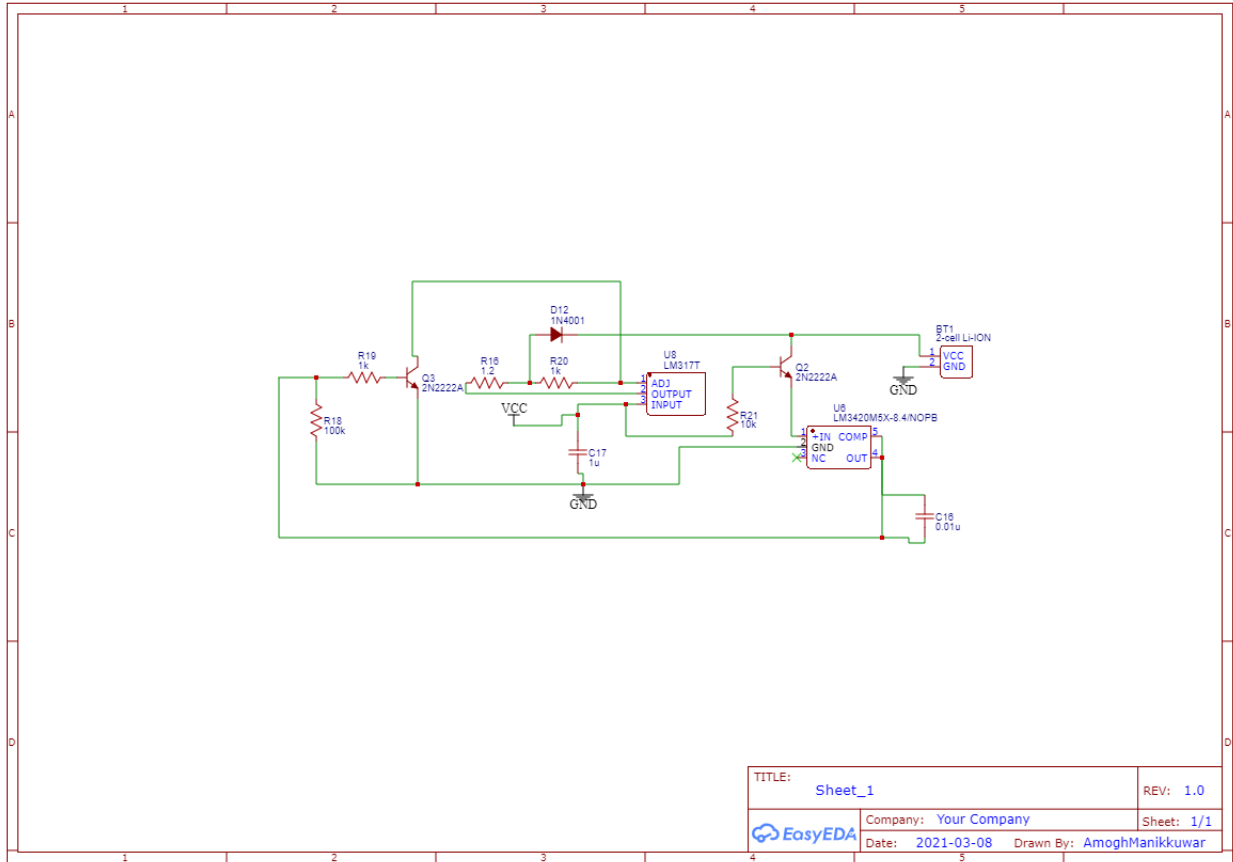 1 2 3 4 5
A A
B B
C C
D D
1 2 3 4 5
D12
1N4001
R19
1k
Q3
2N2222A
R18
100k
R16
1.2
R20
1k
U8
LM317T
1 ADJ
2 OUTPUT
3 INPUT
VCC
C17
1u
GND
Q2
2N2222A
R21
10k
BT1
2-cell Li-ION
1 VCC
2 GND
GND
U6
LM3420M5X-8.4/NOPB
1 +IN COMP 5
2 GND
3 NC OUT 4
C16
0.01u
TITLE:
Sheet_1
REV: 1.0
EasyEDA
Company: Your Company
Sheet: 1/1
Date: 2021-03-08 Drawn By: AmoghManikkuwar